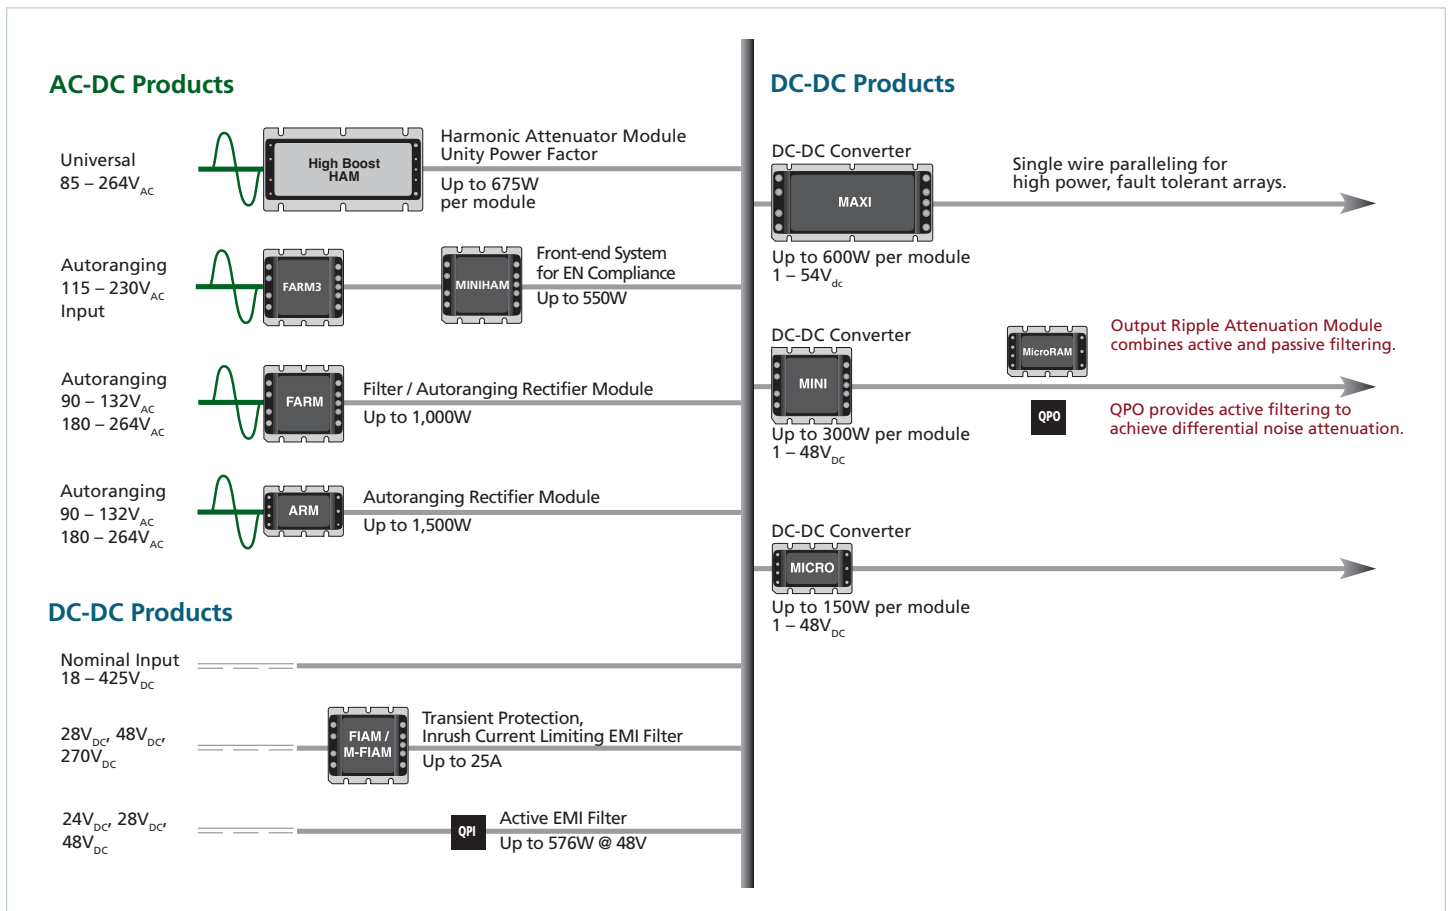 AC-DC Products
Universal
85 – 264VAC
High Boost
HAM
Harmonic Attenuator Module
Unity Power Factor
Up to 675W
per module
Autoranging
115 – 230VAC
Input
FARM3
MINIHAM
Front-end System
for EN Compliance
Up to 550W
Autoranging
90 – 132VAC
180 – 264VAC
FARM
Filter / Autoranging Rectifier Module
Up to 1,000W
Autoranging
90 – 132VAC
180 – 264VAC
ARM
Autoranging Rectifier Module
Up to 1,500W
DC-DC Products
Nominal Input
18 – 425VDC
28VDC, 48VDC,
270VDC
FIAM /
M-FIAM
Transient Protection,
Inrush Current Limiting EMI Filter
Up to 25A
24VDC, 28VDC,
48VDC
QPI
Active EMI Filter
Up to 576W @ 48V
DC-DC Products
DC-DC Converter
MAXI
Up to 600W per module
1 – 54Vdc
Single wire paralleling for
high power, fault tolerant arrays.
DC-DC Converter
MINI
Up to 300W per module
1 – 48VDC
MicroRAM
Output Ripple Attenuation Module
combines active and passive filtering.
QPO
QPO provides active filtering to
achieve differential noise attenuation.
DC-DC Converter
MICRO
Up to 150W per module
1 – 48VDC